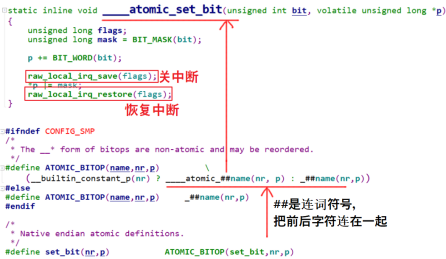 static inline void ____atomic_set_bit(unsigned int bit, volatile unsigned long *p)
{
unsigned long flags;
unsigned long mask = BIT_MASK(bit);
p += BIT_WORD(bit);
raw_local_irq_save(flags); 关中断
*p |= mask;
raw_local_irq_restore(flags);
}
恢复中断
#ifndef CONFIG_SMP
/*
* The __* form of bitops are non-atomic and may be reordered.
*/
#define ATOMIC_BITOP(name,nr,p) \
(__builtin_constant_p(nr) ? ____atomic_##name(nr, p) : _##name(nr,p))
#else
#define ATOMIC_BITOP(name,nr,p) _##name(nr,p)
#endif
##是连词符号,
把前后字符连在一起
/*
* Native endian atomic definitions.
*/
#define set_bit(nr,p) ATOMIC_BITOP(set_bit,nr,p)